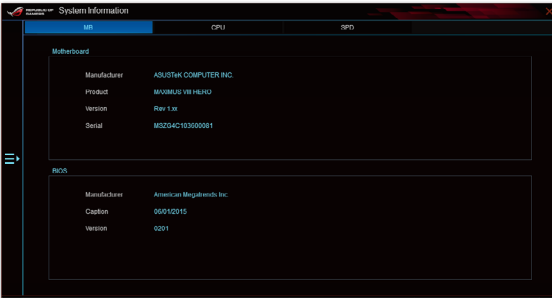 REPUBLIC OF GAMERS
System Information
MB CPU SPD
Motherboard
Manufacturer ASUSTeK COMPUTER INC.
Product MAXIMUS VIII HERO
Version Rev 1.xx
Serial MSZG4C103600081
BIOS
Manufacturer American Megatrends Inc.
Caption 06/01/2015
Version 0201